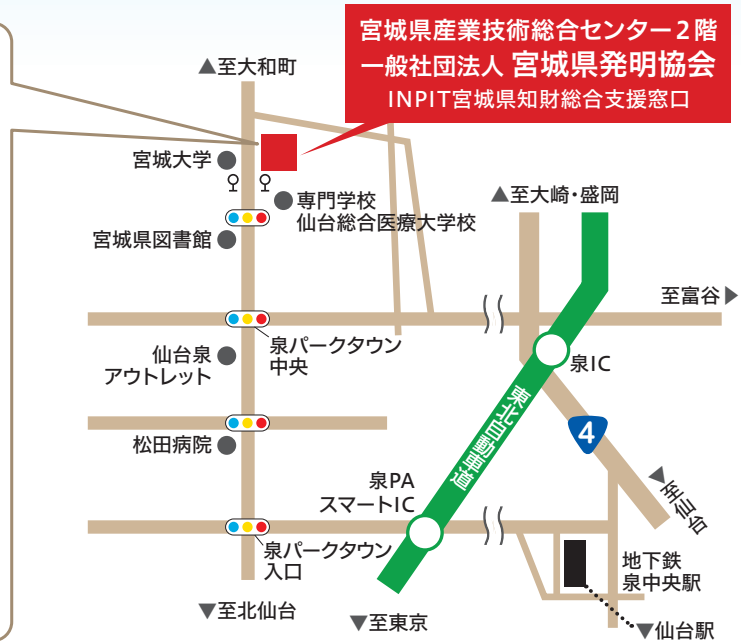 宮城県産業技術総合センター2階
一般社団法人 宮城県発明協会
INPIT宮城県知財総合支援窓口
▲至大和町
宮城大学
専門学校
仙台総合医療大学校
宮城県図書館
▲至大崎・盛岡
至富谷▶
泉パークタウン
中央
仙台泉
アウトレット
泉IC
東北自動車道
4
松田病院
泉PA
スマートIC
▼至仙台
泉パークタウン
入口
地下鉄
泉中央駅
▼至北仙台
▼至東京
▼仙台駅